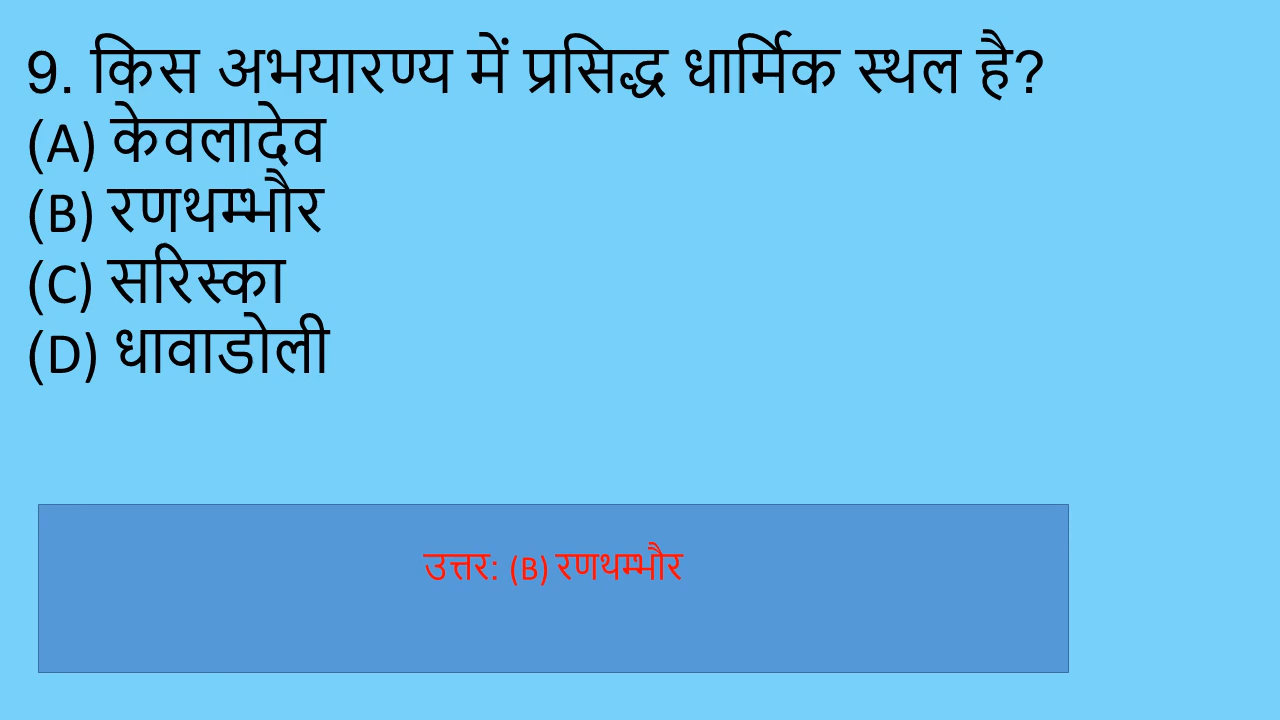 9. किस अभयारण्य में प्रसिद्ध धार्मिक स्थल है?
(A) केवलादेव
(B) रणथम्भौर
(C) सरिस्का
(D) धावाडोली
उत्तर: (B) रणथम्भौर